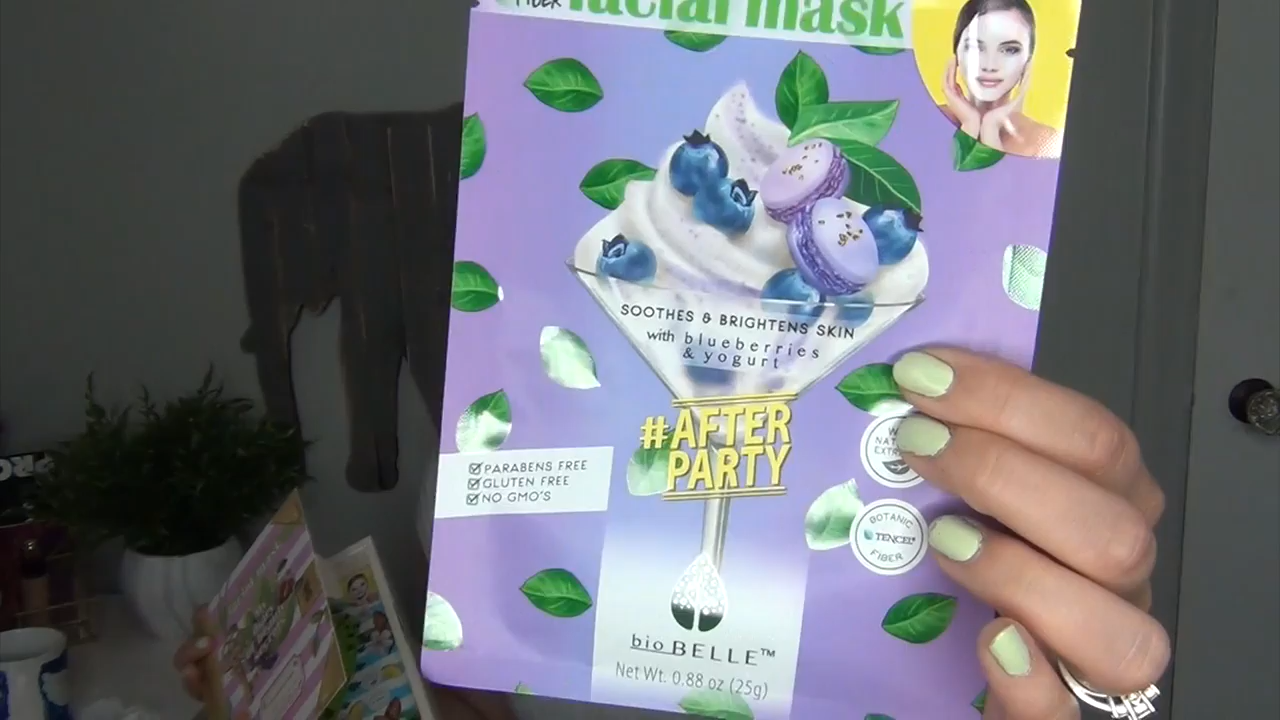 FIBER facial mask
SOOTHES & BRIGHTENS SKIN
with blueberries
& yogurt
#AFTER
PARTY
PARABENS FREE
GLUTEN FREE
NO GMO'S
BOTANIC
TENCEL
FIBER
bioBELLE™
Net Wt. 0.88 oz (25g)